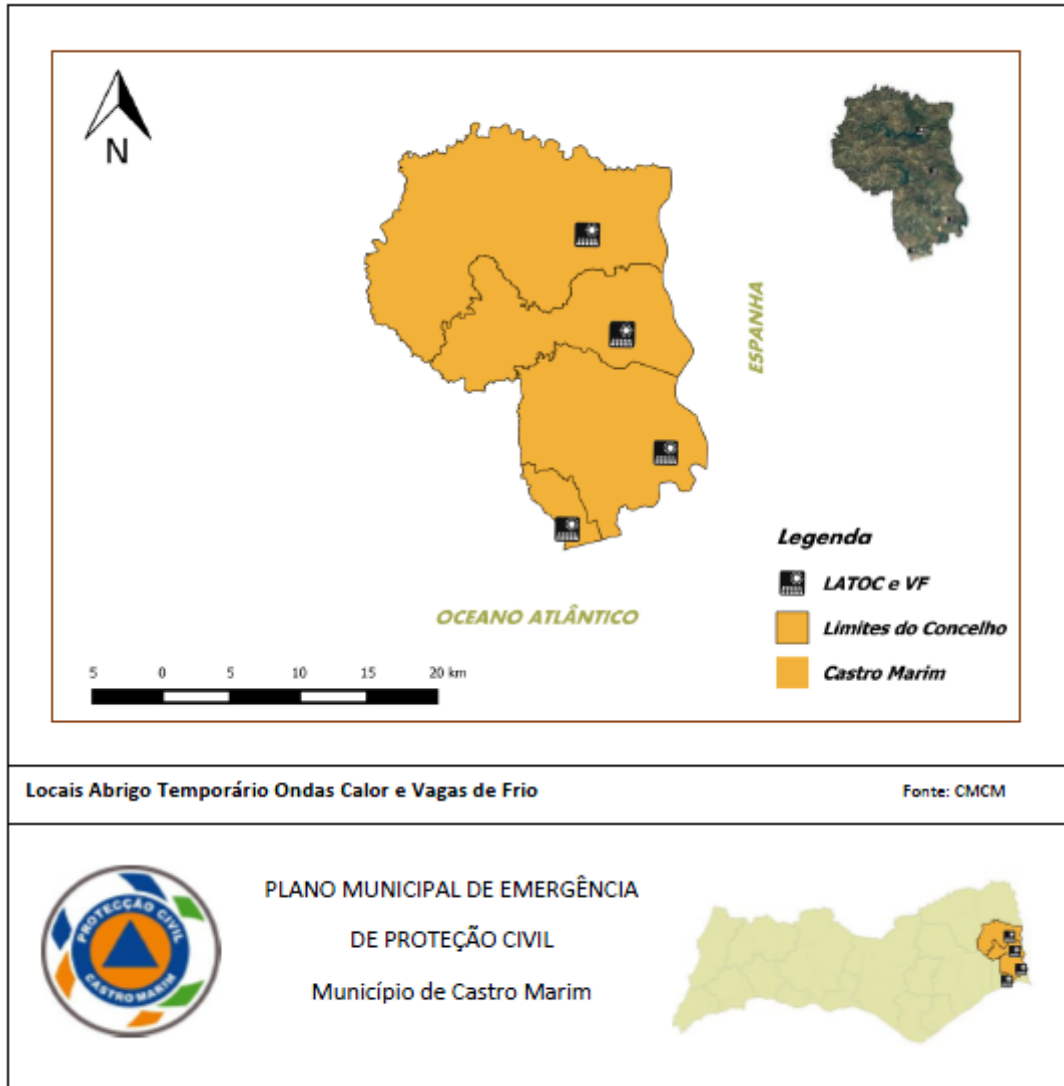 N
ESPANHA
OCEANO ATLÂNTICO
Legenda
LATOC e VF
Limites do Concelho
Castro Marim
5 0 5 10 15 20 km
Locais Abrigo Temporário Ondas Calor e Vagas de Frio
Fonte: CMCM
PROTECÇÃO CIVIL
CASTRO MARIM
PLANO MUNICIPAL DE EMERGÊNCIA
DE PROTEÇÃO CIVIL
Município de Castro Marim